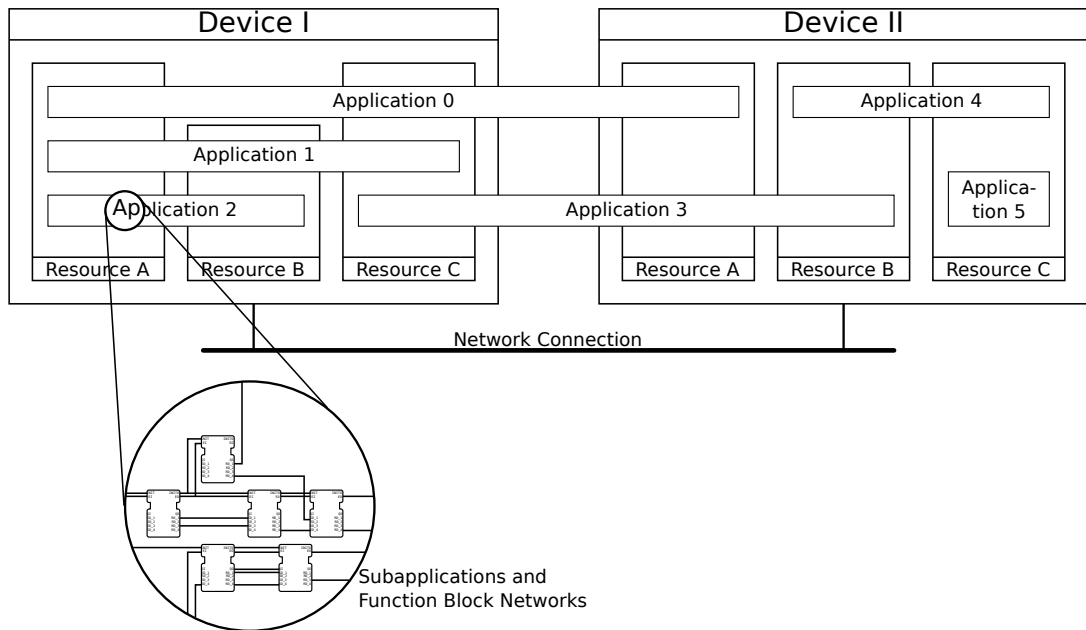 Device I
Device II
Application 0
Application 4
Application 1
Applica-
tion 5
Application 2
Application 3
Resource A
Resource B
Resource C
Resource A
Resource B
Resource C
Network Connection
Subapplications and
Function Block Networks